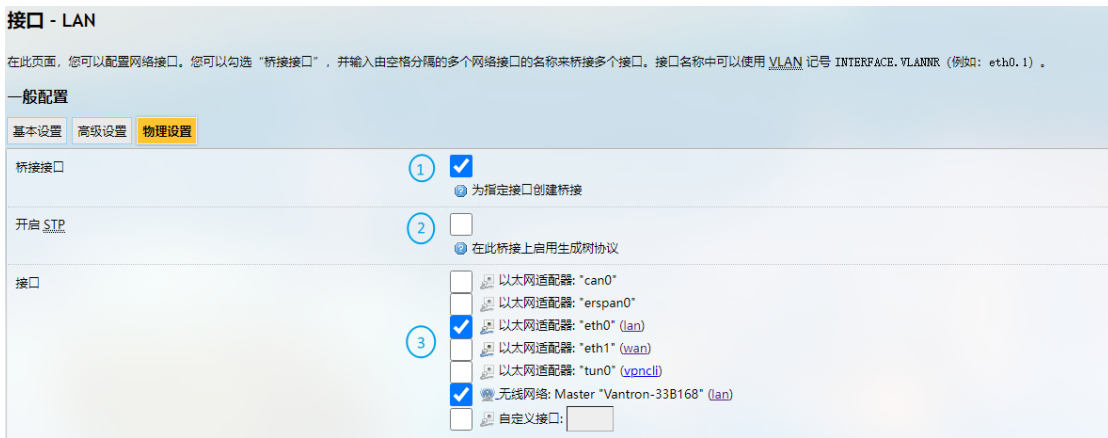 接口 - LAN
在此页面，您可以配置网络接口。您可以勾选“桥接接口”，并输入由空格分隔的多个网络接口的名称来桥接多个接口。接口名称中可以使用 VLAN 记号 INTERFACE.VLANNR（例如：eth0.1）。
一般配置
基本设置 高级设置 物理设置
桥接接口 1
为指定接口创建桥接
开启 STP 2
在此桥接上启用生成树协议
接口
以太网适配器: "can0"
以太网适配器: "erspan0"
以太网适配器: "eth0" (lan)
3 以太网适配器: "eth1" (wan)
以太网适配器: "tun0" (vpncli)
无线网络: Master "Vantron-33B168" (lan)
自定义接口: